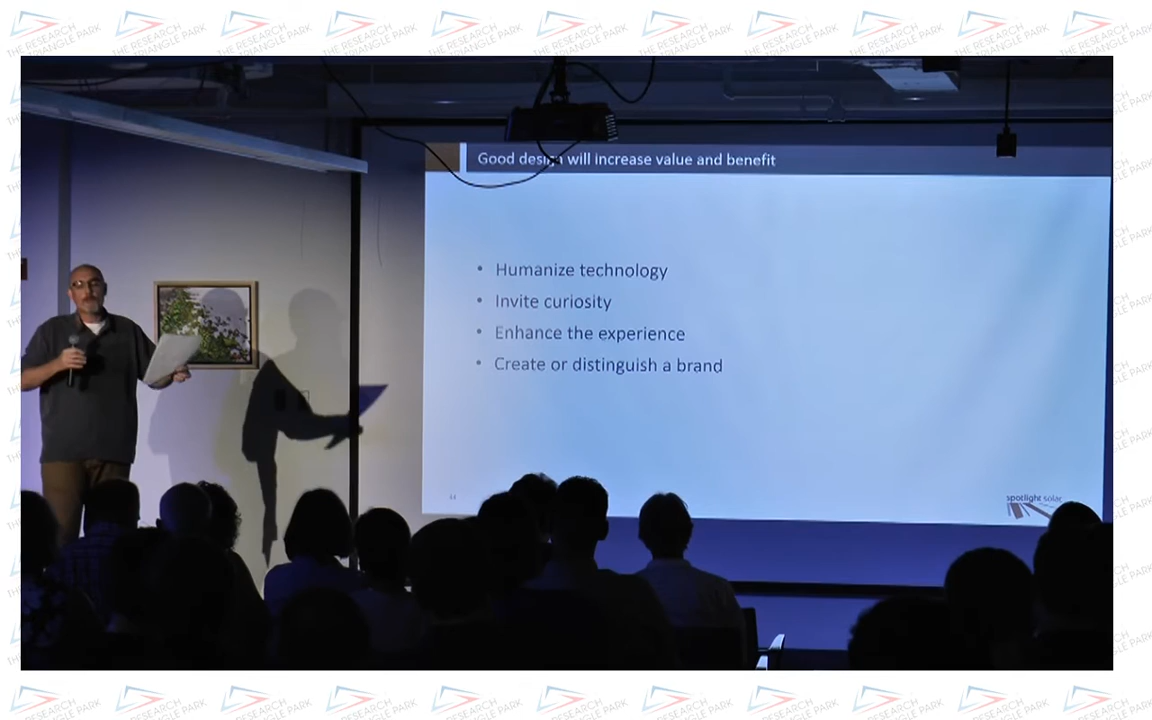 Good design will increase value and benefit
• Humanize technology
• Invite curiosity
• Enhance the experience
• Create or distinguish a brand
spotlight solar
THE RESEARCH
TRIANGLE PARK